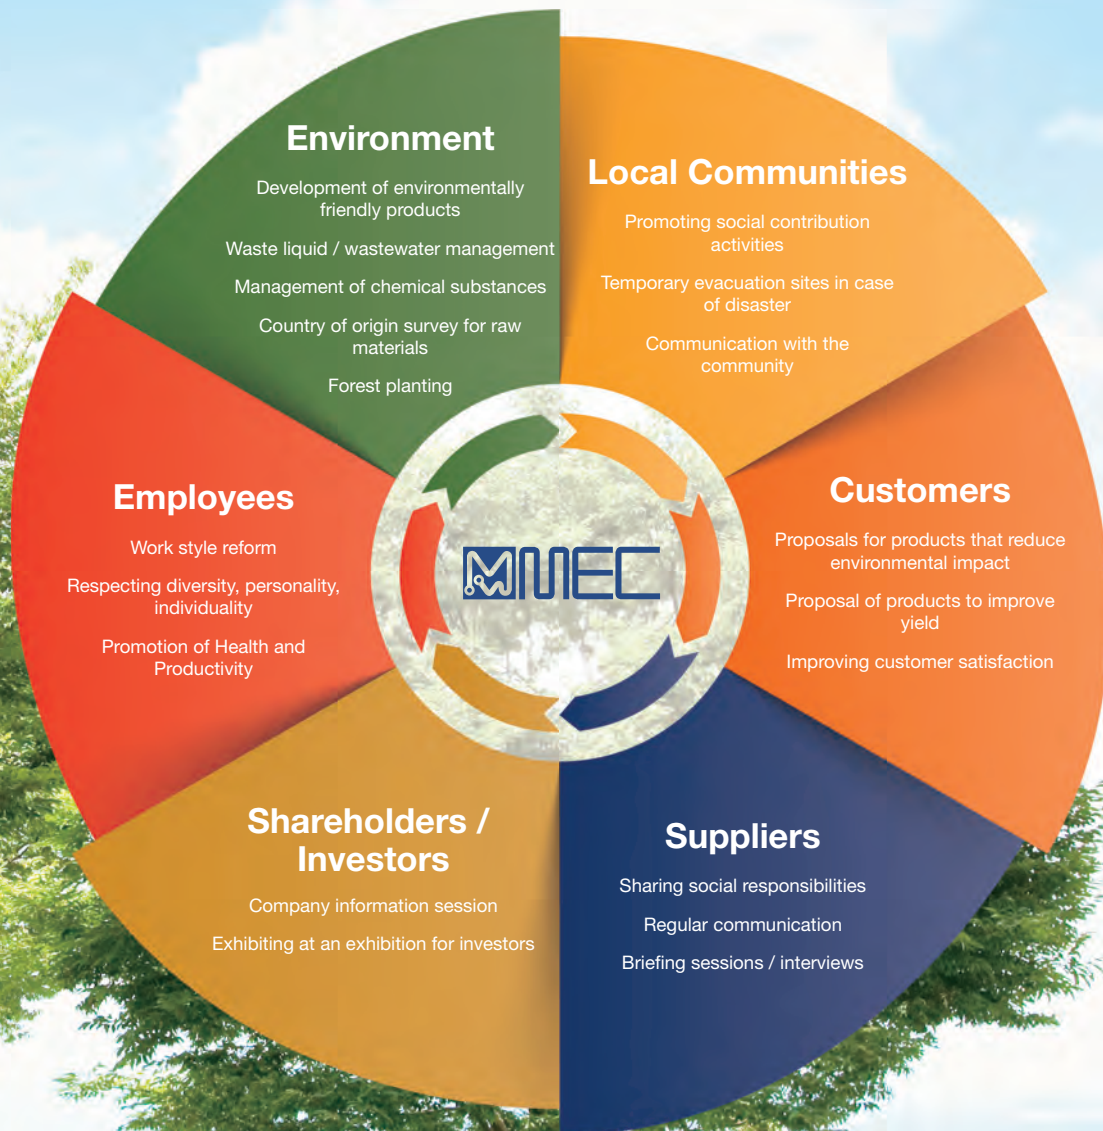 Environment
Development of environmentally
friendly products
Waste liquid / wastewater management
Management of chemical substances
Country of origin survey for raw
materials
Forest planting
Local Communities
Promoting social contribution
activities
Temporary evacuation sites in case
of disaster
Communication with the
community
Customers
Proposals for products that reduce
environmental impact
Proposal of products to improve
yield
Improving customer satisfaction
Suppliers
Sharing social responsibilities
Regular communication
Briefing sessions / interviews
Shareholders /
Investors
Company information session
Exhibiting at an exhibition for investors
Employees
Work style reform
Respecting diversity, personality,
individuality
Promotion of Health and
Productivity
MEC